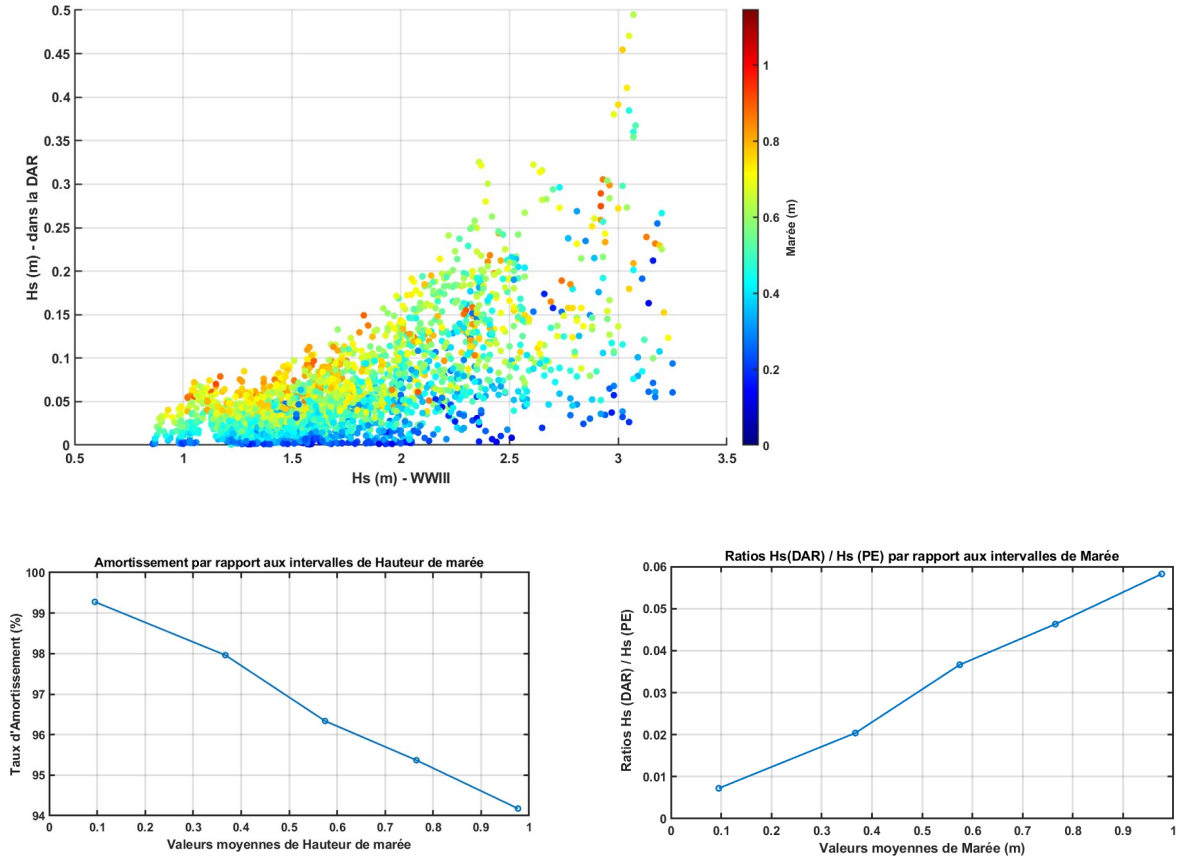 0.5
0.45
0.4
0.35
0.3
0.25
0.2
0.15
0.1
0.05
0
Hs (m) - dans la DAR
0.5 1 1.5 2 2.5 3 3.5
Hs (m) - WWIII
1
0.8
0.6
0.4
0.2
0
Marée (m)
Amortissement par rapport aux intervalles de Hauteur de marée
100
99
98
97
96
95
94
Taux d'Amortissement (%)
0 0.1 0.2 0.3 0.4 0.5 0.6 0.7 0.8 0.9 1
Valeurs moyennes de Hauteur de marée
Ratios Hs(DAR) / Hs (PE) par rapport aux intervalles de Marée
0.06
0.05
0.04
0.03
0.02
0.01
0
Ratios Hs (DAR) / Hs (PE)
0 0.1 0.2 0.3 0.4 0.5 0.6 0.7 0.8 0.9 1
Valeurs moyennes de Marée (m)